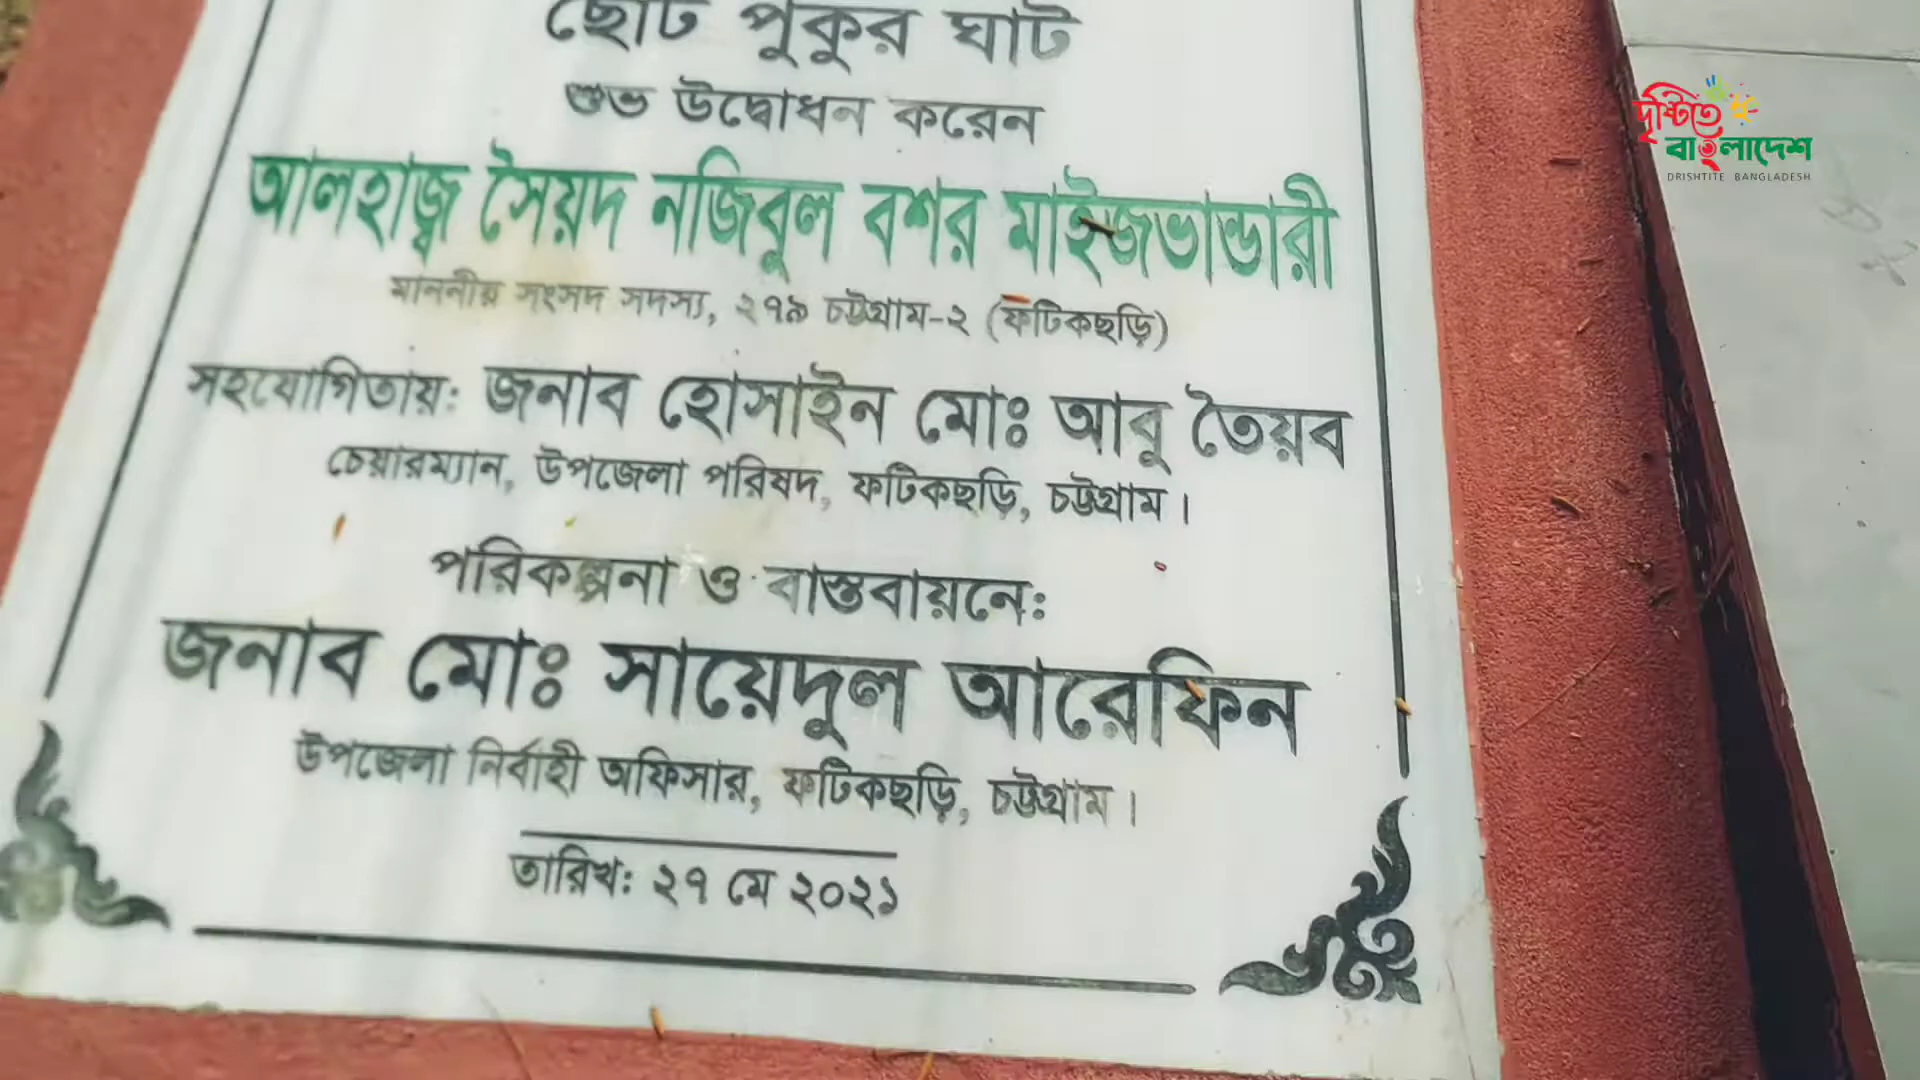 ছোট পুকুর ঘাট
শুভ উদ্বোধন করেন
আলহাজ্ব সৈয়দ নজিবুল বশর মাইজভান্ডারী
মাননীয় সংসদ সদস্য, ২৭৯ চট্টগ্রাম-২ (ফটিকছড়ি)
সহযোগিতায়: জনাব হোসাইন মোঃ আবু তৈয়ব
চেয়ারম্যান, উপজেলা পরিষদ, ফটিকছড়ি, চট্টগ্রাম।
পরিকল্পনা ও বাস্তবায়নে:
জনাব মোঃ সায়েদুল আরেফিন
উপজেলা নির্বাহী অফিসার, ফটিকছড়ি, চট্টগ্রাম।
তারিখ: ২৭ মে ২০২১
দৃষ্টিতে
বাংলাদেশ
DRISHTITE BANGLADESH